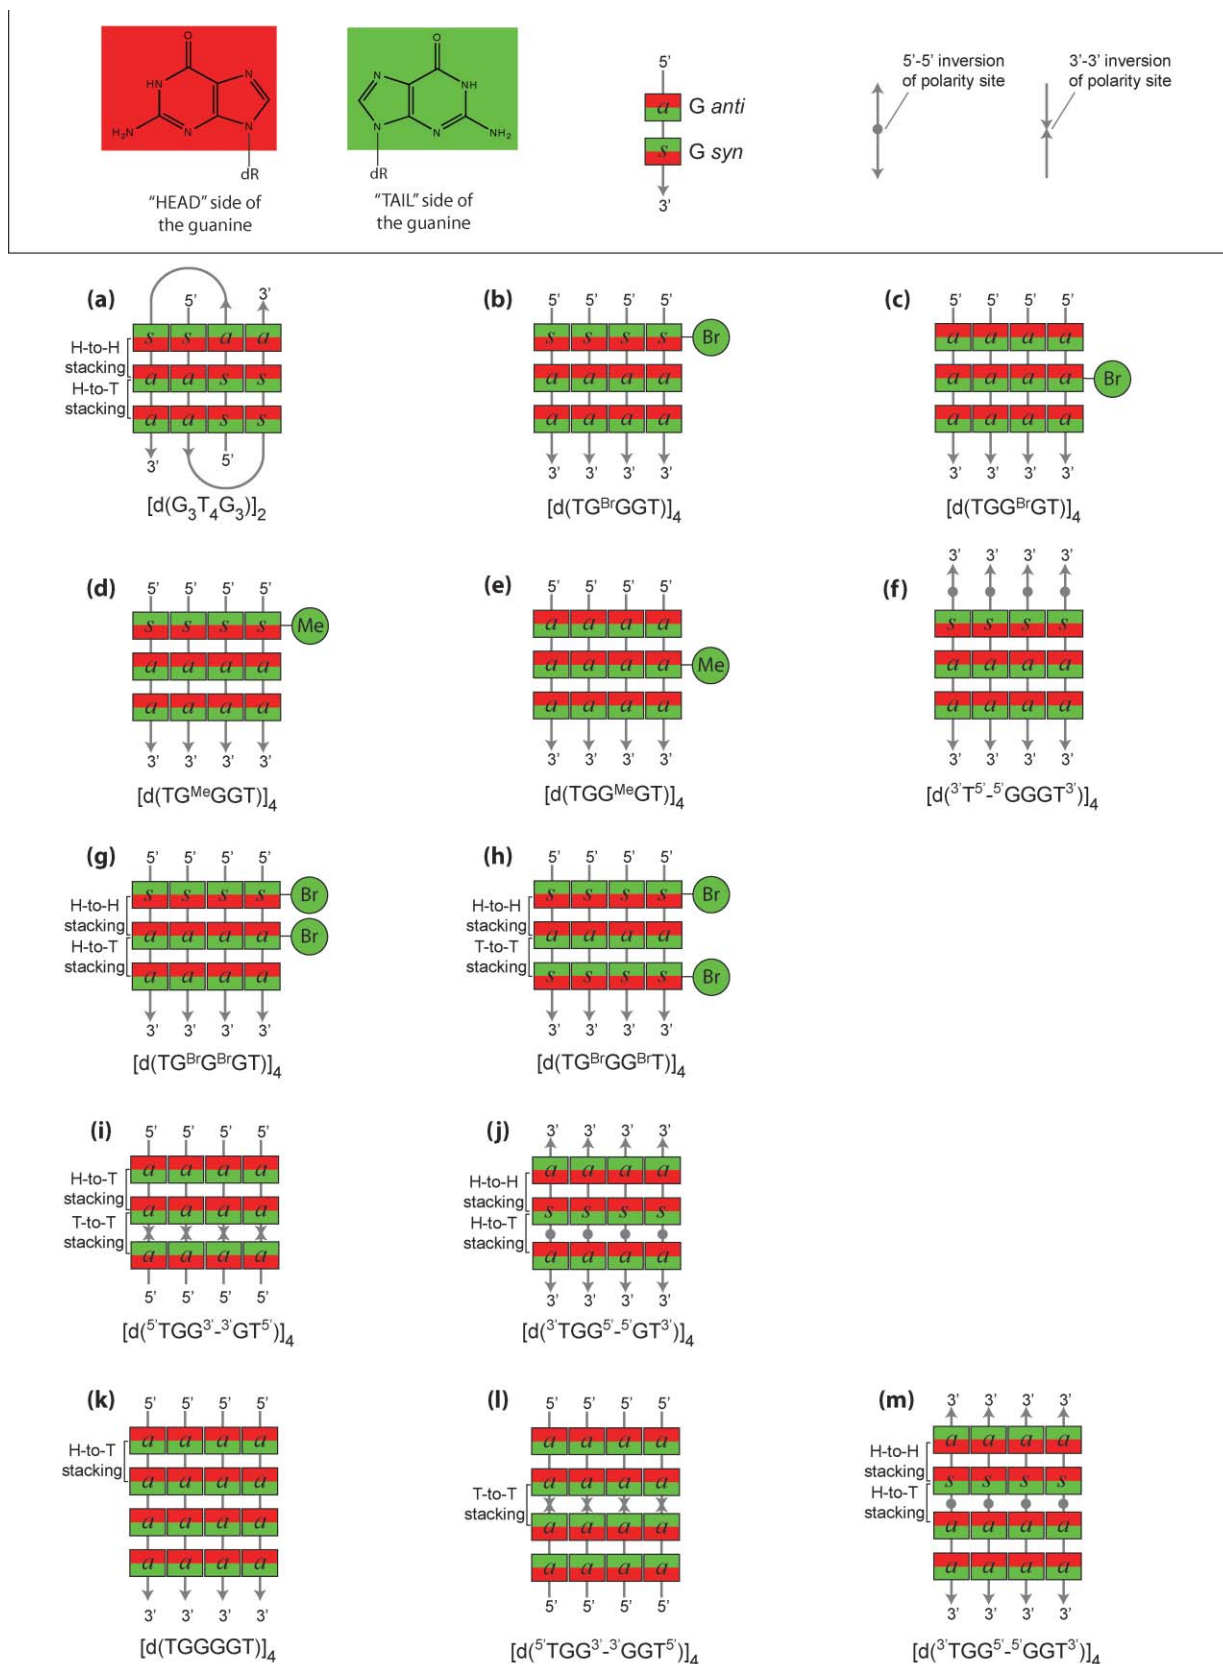 O
HN
N
H₂N
N
N
dR
"HEAD" side of
the guanine
O
N
NH
N
N
NH₂
dR
"TAIL" side of
the guanine
5'
a G anti
s G syn
3'
5'-5' inversion
of polarity site
3'-3' inversion
of polarity site
(a)
5' 3'
H-to-H
stacking
H-to-T
stacking
s s a a
a a s s
a a s s
3' 5'
[d(G₃T₄G₃)]₂
(b)
5' 5' 5' 5'
s s s s Br
a a a a
a a a a
3' 3' 3' 3'
[d(TGᴮʳGGT)]₄
(c)
5' 5' 5' 5'
a a a a
a a a a Br
a a a a
3' 3' 3' 3'
[d(TGGᴮʳGT)]₄
(d)
5' 5' 5' 5'
s s s s Me
a a a a
a a a a
3' 3' 3' 3'
[d(TGᴹᵉGGT)]₄
(e)
5' 5' 5' 5'
a a a a
a a a a Me
a a a a
3' 3' 3' 3'
[d(TGGᴹᵉGT)]₄
(f)
3' 3' 3' 3'
s s s s
a a a a
a a a a
3' 3' 3' 3'
[d(³'T⁵'-⁵'GGGT³')]₄
(g)
5' 5' 5' 5'
H-to-H
stacking
H-to-T
stacking
s s s s Br
a a a a Br
a a a a
3' 3' 3' 3'
[d(TGᴮʳGᴮʳGT)]₄
(h)
5' 5' 5' 5'
H-to-H
stacking
T-to-T
stacking
s s s s Br
a a a a
s s s s Br
3' 3' 3' 3'
[d(TGᴮʳGGᴮʳT)]₄
(i)
5' 5' 5' 5'
H-to-T
stacking
T-to-T
stacking
a a a a
a a a a
a a a a
5' 5' 5' 5'
[d(⁵'TGG³'-³'GT⁵')]₄
(j)
3' 3' 3' 3'
H-to-H
stacking
H-to-T
stacking
a a a a
s s s s
a a a a
3' 3' 3' 3'
[d(³'TGG⁵'-⁵'GT³')]₄
(k)
5' 5' 5' 5'
H-to-T
stacking
a a a a
a a a a
a a a a
a a a a
3' 3' 3' 3'
[d(TGGGGT)]₄
(l)
5' 5' 5' 5'
T-to-T
stacking
a a a a
a a a a
a a a a
a a a a
5' 5' 5' 5'
[d(⁵'TGG³'-³'GGT⁵')]₄
(m)
3' 3' 3' 3'
H-to-H
stacking
H-to-T
stacking
a a a a
s s s s
a a a a
a a a a
3' 3' 3' 3'
[d(³'TGG⁵'-⁵'GGT³')]₄